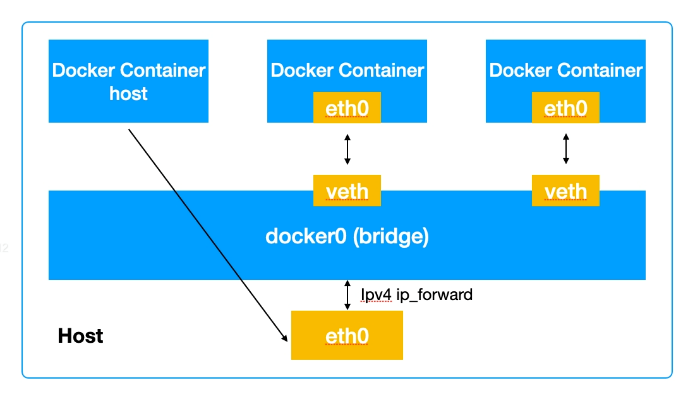 Docker Container
host
Docker Container
eth0
Docker Container
eth0
veth
veth
docker0 (bridge)
Ipv4 ip_forward
eth0
Host